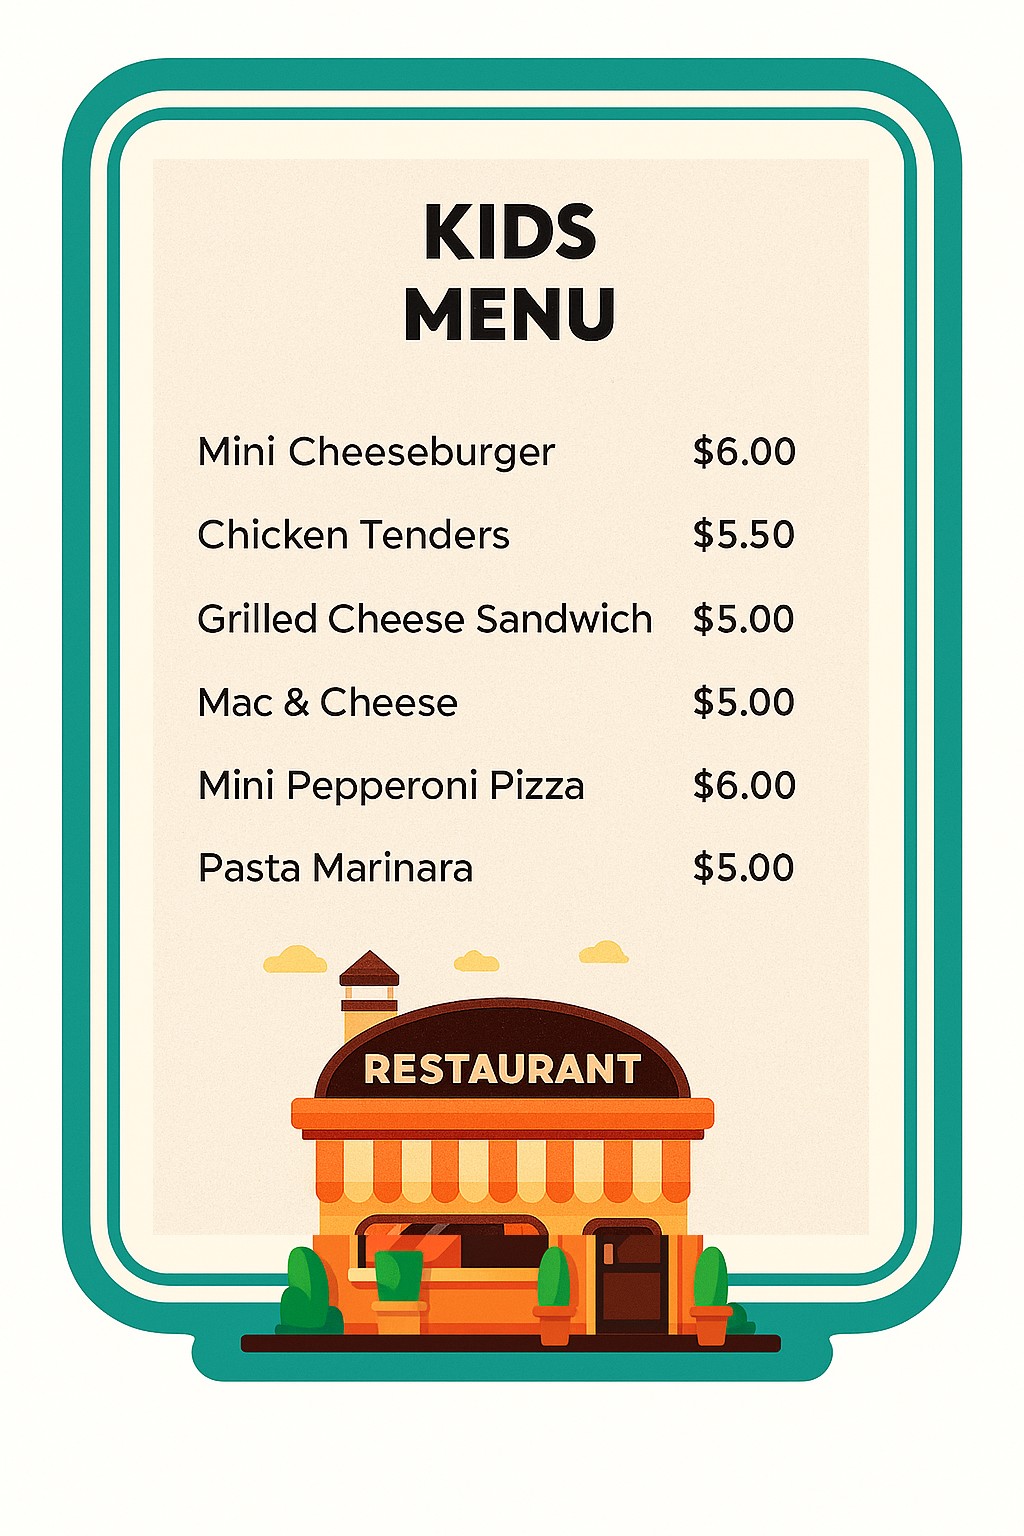 KIDS
MENU
Mini Cheeseburger $6.00
Chicken Tenders $5.50
Grilled Cheese Sandwich $5.00
Mac & Cheese $5.00
Mini Pepperoni Pizza $6.00
Pasta Marinara $5.00
RESTAURANT